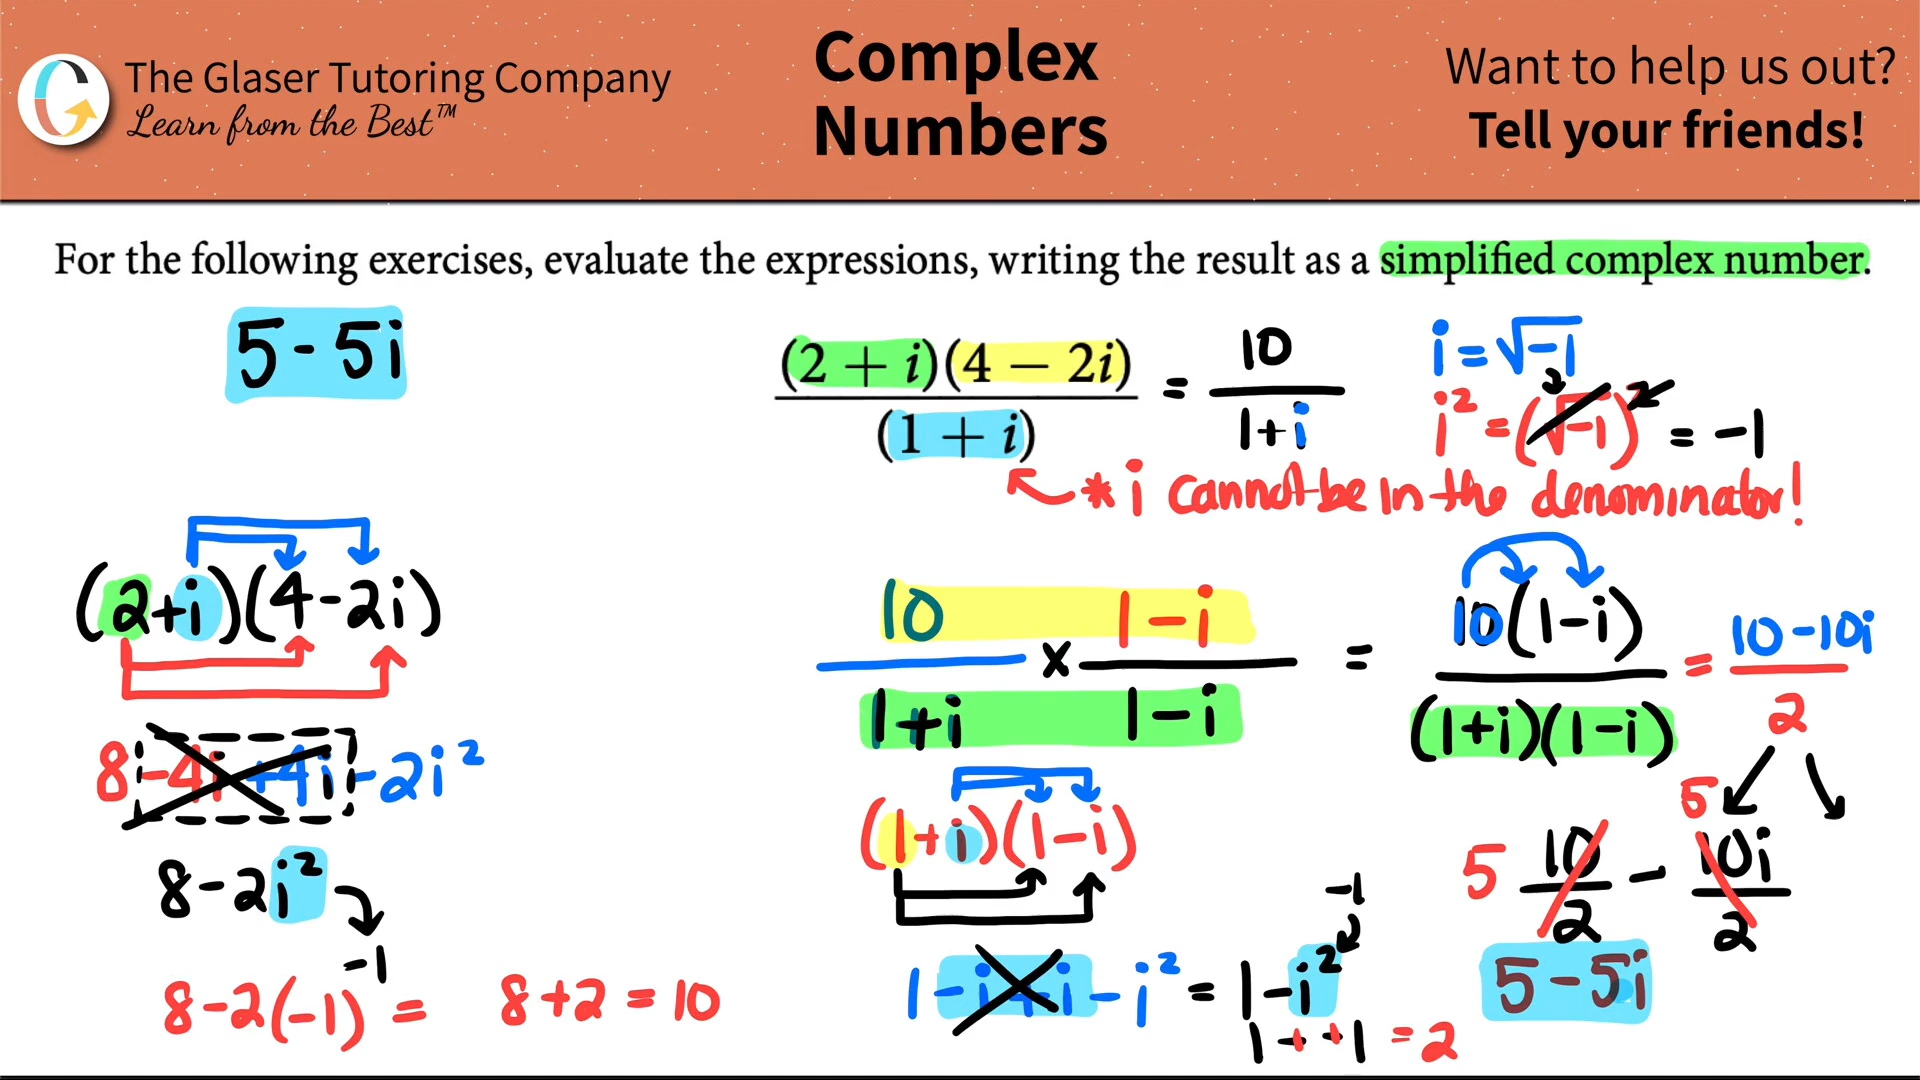 The Glaser Tutoring Company
Learn from the Best™
Complex
Numbers
Want to help us out?
Tell your friends!
For the following exercises, evaluate the expressions, writing the result as a simplified complex number.
5 - 5i
(2 + i)(4 − 2i) / (1 + i) = 10 / 1+i
i = √-1
i² = (√-1)² = -1
* i cannot be in the denominator!
(2+i)(4-2i)
8 -4i +4i -2i²
8 - 2i²
-1
8-2(-1) = 8+2 = 10
10 / 1+i x 1-i / 1-i = 10(1-i) / (1+i)(1-i) = 10-10i / 2
(1+i)(1-i)
1 -i +i -i² = 1-i²
-1
1 + +1 = 2
5 10/2 - 5 10i/2
5-5i